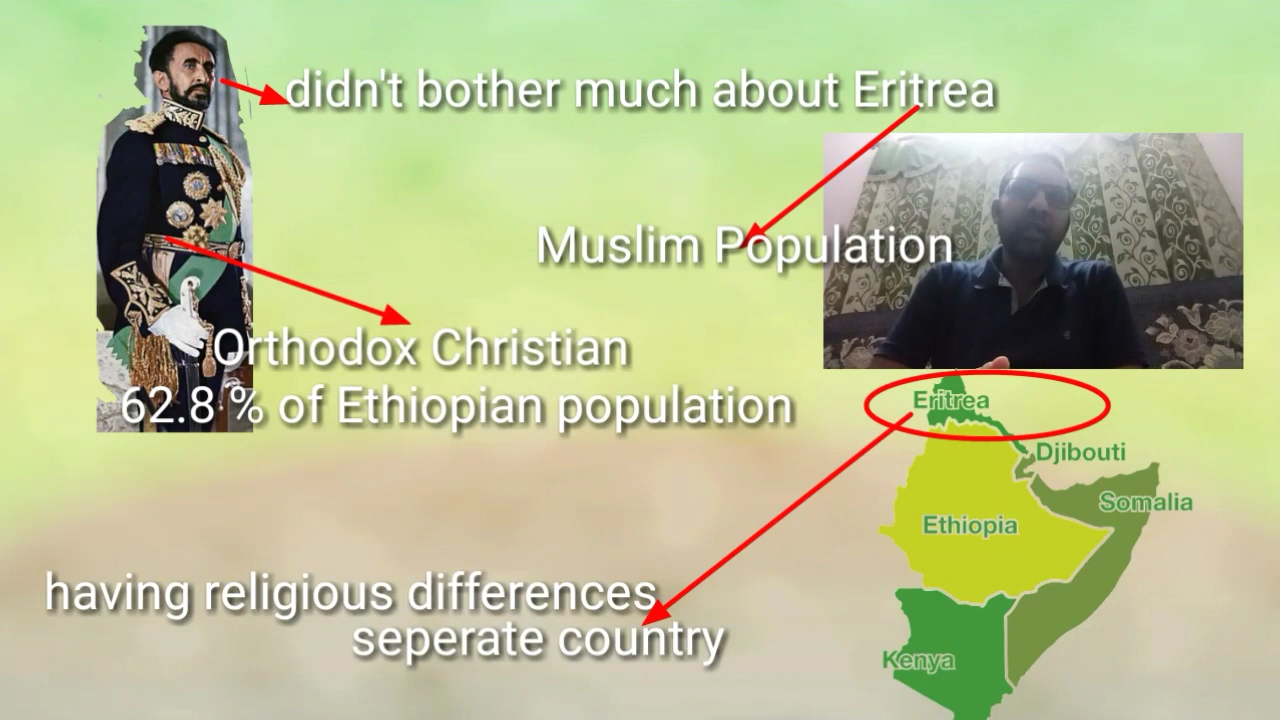 didn't bother much about Eritrea
Muslim Population
Orthodox Christian
62.8 % of Ethiopian population
Eritrea
Djibouti
Somalia
Ethiopia
having religious differences
seperate country
Kenya